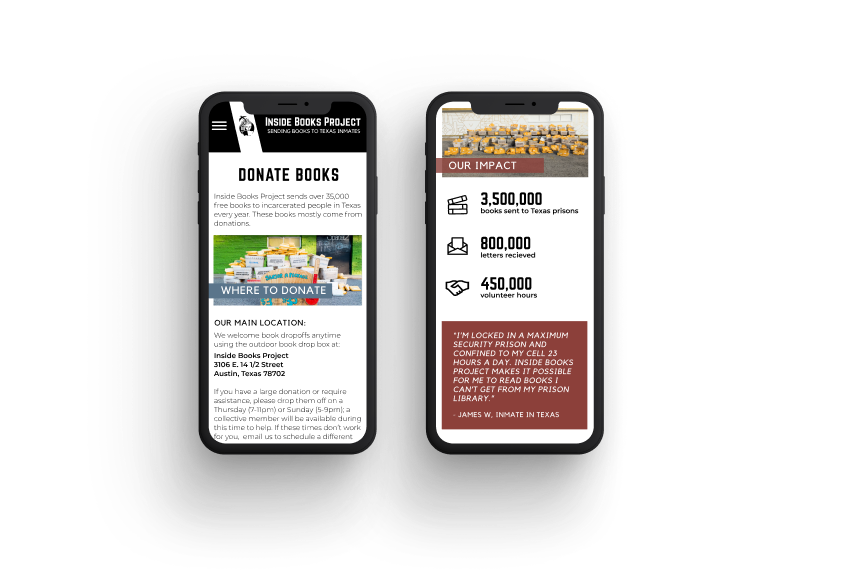 INSIDE BOOKS PROJECT
SENDING BOOKS TO TEXAS INMATES
DONATE BOOKS
Inside Books Project sends over 35,000
free books to incarcerated people in Texas
every year. These books mostly come from
donations.
WHERE TO DONATE
OUR MAIN LOCATION:
We welcome book dropoffs anytime
using the outdoor book drop box at:
Inside Books Project
3106 E. 14 1/2 Street
Austin, Texas 78702
If you have a large donation or require
assistance, please drop them off on a
Thursday (7-11pm) or Sunday (5-9pm); a
collective member will be available during
this time to help. If these times don't work
for you, email us to schedule a different
OUR IMPACT
3,500,000
books sent to Texas prisons
800,000
letters recieved
450,000
volunteer hours
"I'M LOCKED IN A MAXIMUM
SECURITY PRISON AND
CONFINED TO MY CELL 23
HOURS A DAY. INSIDE BOOKS
PROJECT MAKES IT POSSIBLE
FOR ME TO READ BOOKS I
CAN'T GET FROM MY PRISON
LIBRARY."
- JAMES W, INMATE IN TEXAS